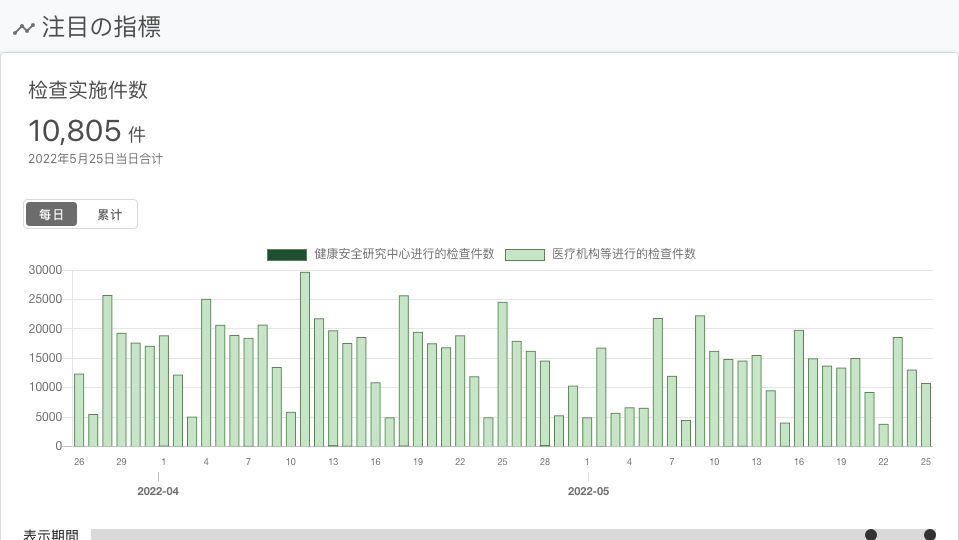 注目の指標
检查实施件数
10,805 件
2022年5月25日当日合计
每日 累计
健康安全研究中心进行的检查件数 医疗机构等进行的检查件数
30000
25000
20000
15000
10000
5000
0
26 29 1 4 7 10 13 16 19 22 25 28 1 4 7 10 13 16 19 22 25
2022-04 2022-05
表示期間